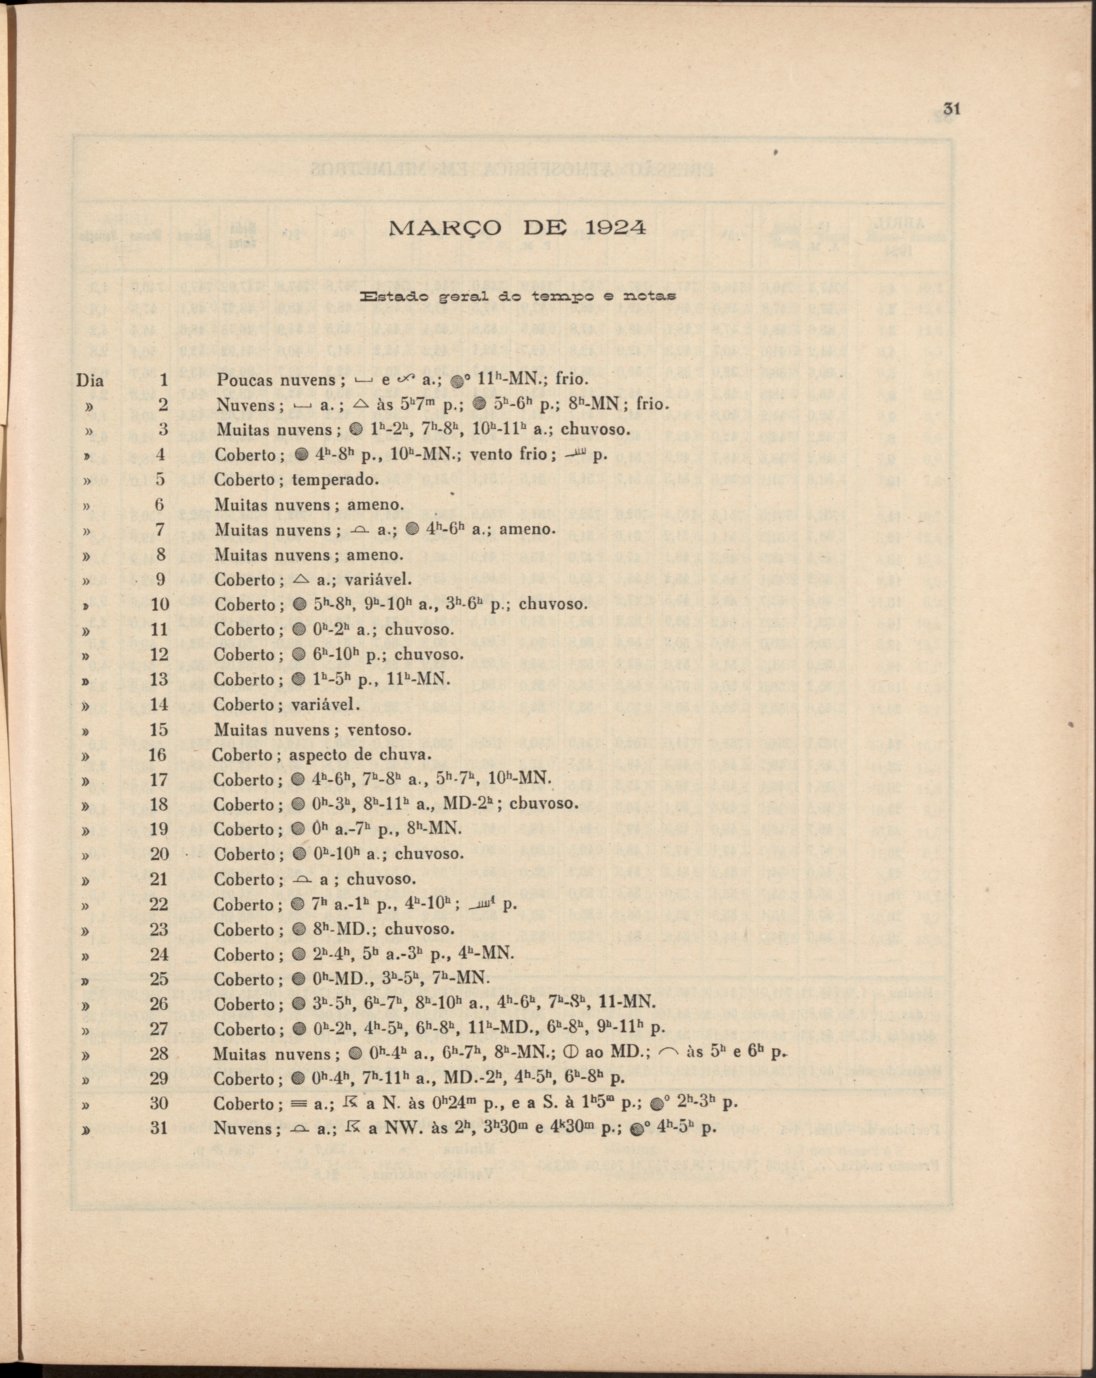 31
MARÇO DE 1924
Estado geral do tempo e notas
Dia 1 Poucas nuvens; ⌴ e ∾ a.; ●° 11ʰ-MN.; frio.
» 2 Nuvens; ⌴ a.; △ às 5ʰ7ᵐ p.; ● 5ʰ-6ʰ p.; 8ʰ-MN; frio.
» 3 Muitas nuvens; ● 1ʰ-2ʰ, 7ʰ-8ʰ, 10ʰ-11ʰ a.; chuvoso.
» 4 Coberto; ● 4ʰ-8ʰ p., 10ʰ-MN.; vento frio; p.
» 5 Coberto; temperado.
» 6 Muitas nuvens; ameno.
» 7 Muitas nuvens; ⌓ a.; ● 4ʰ-6ʰ a.; ameno.
» 8 Muitas nuvens; ameno.
» 9 Coberto; △ a.; variável.
» 10 Coberto; ● 5ʰ-8ʰ, 9ʰ-10ʰ a., 3ʰ-6ʰ p.; chuvoso.
» 11 Coberto; ● 0ʰ-2ʰ a.; chuvoso.
» 12 Coberto; ● 6ʰ-10ʰ p.; chuvoso.
» 13 Coberto; ● 1ʰ-5ʰ p., 11ʰ-MN.
» 14 Coberto; variável.
» 15 Muitas nuvens; ventoso.
» 16 Coberto; aspecto de chuva.
» 17 Coberto; ● 4ʰ-6ʰ, 7ʰ-8ʰ a., 5ʰ-7ʰ, 10ʰ-MN.
» 18 Coberto; ● 0ʰ-3ʰ, 8ʰ-11ʰ a., MD-2ʰ; cbuvoso.
» 19 Coberto; ● 0ʰ a.-7ʰ p., 8ʰ-MN.
» 20 Coberto; ● 0ʰ-10ʰ a.; chuvoso.
» 21 Coberto; ⌓ a; chuvoso.
» 22 Coberto; ● 7ʰ a.-1ʰ p., 4ʰ-10ʰ; p.
» 23 Coberto; ● 8ʰ-MD.; chuvoso.
» 24 Coberto; ● 2ʰ-4ʰ, 5ʰ a.-3ʰ p., 4ʰ-MN.
» 25 Coberto; ● 0ʰ-MD., 3ʰ-5ʰ, 7ʰ-MN.
» 26 Coberto; ● 3ʰ-5ʰ, 6ʰ-7ʰ, 8ʰ-10ʰ a., 4ʰ-6ʰ, 7ʰ-8ʰ, 11-MN.
» 27 Coberto; ● 0ʰ-2ʰ, 4ʰ-5ʰ, 6ʰ-8ʰ, 11ʰ-MD., 6ʰ-8ʰ, 9ʰ-11ʰ p.
» 28 Muitas nuvens; ● 0ʰ-4ʰ a., 6ʰ-7ʰ, 8ʰ-MN.; ⦶ ao MD.; ⌒ às 5ʰ e 6ʰ p.
» 29 Coberto; ● 0ʰ-4ʰ, 7ʰ-11ʰ a., MD.-2ʰ, 4ʰ-5ʰ, 6ʰ-8ʰ p.
» 30 Coberto; ≡ a.; ☈ a N. às 0ʰ24ᵐ p., e a S. à 1ʰ5ᵐ p.; ●° 2ʰ-3ʰ p.
» 31 Nuvens; ⌓ a.; ☈ a NW. às 2ʰ, 3ʰ30ᵐ e 4ᵏ30ᵐ p.; ●° 4ʰ-5ʰ p.